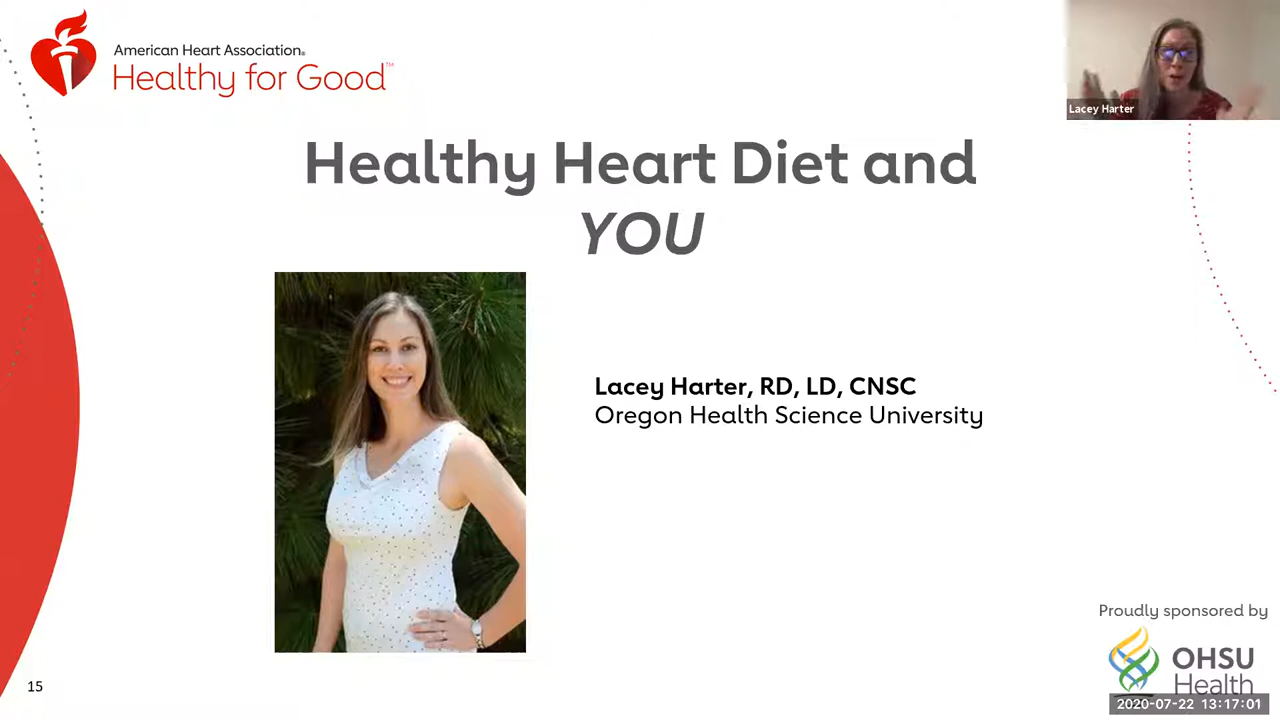 American Heart Association®
Healthy for Good™
Lacey Harter
Healthy Heart Diet and
YOU
Lacey Harter, RD, LD, CNSC
Oregon Health Science University
Proudly sponsored by
OHSU
Health
15
2020-07-22 13:17:01